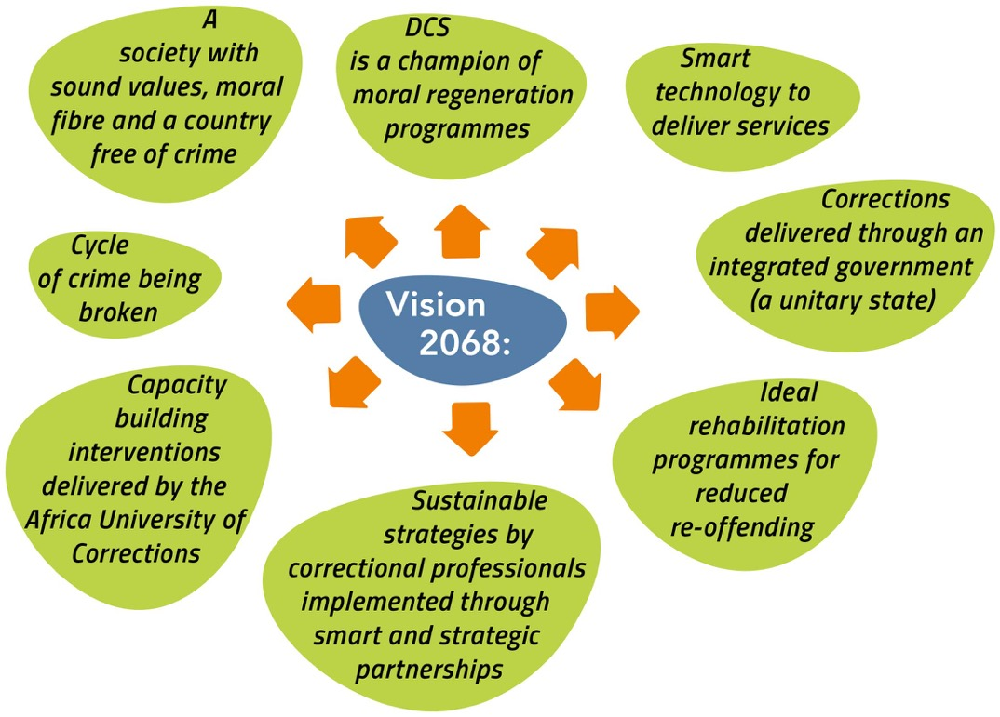 A
society with
sound values, moral
fibre and a country
free of crime
DCS
is a champion of
moral regeneration
programmes
Smart
technology to
deliver services
Corrections
delivered through an
integrated government
(a unitary state)
Cycle
of crime being
broken
Vision
2068:
Capacity
building
interventions
delivered by the
Africa University of
Corrections
Ideal
rehabilitation
programmes for
reduced
re-offending
Sustainable
strategies by
correctional professionals
implemented through
smart and strategic
partnerships